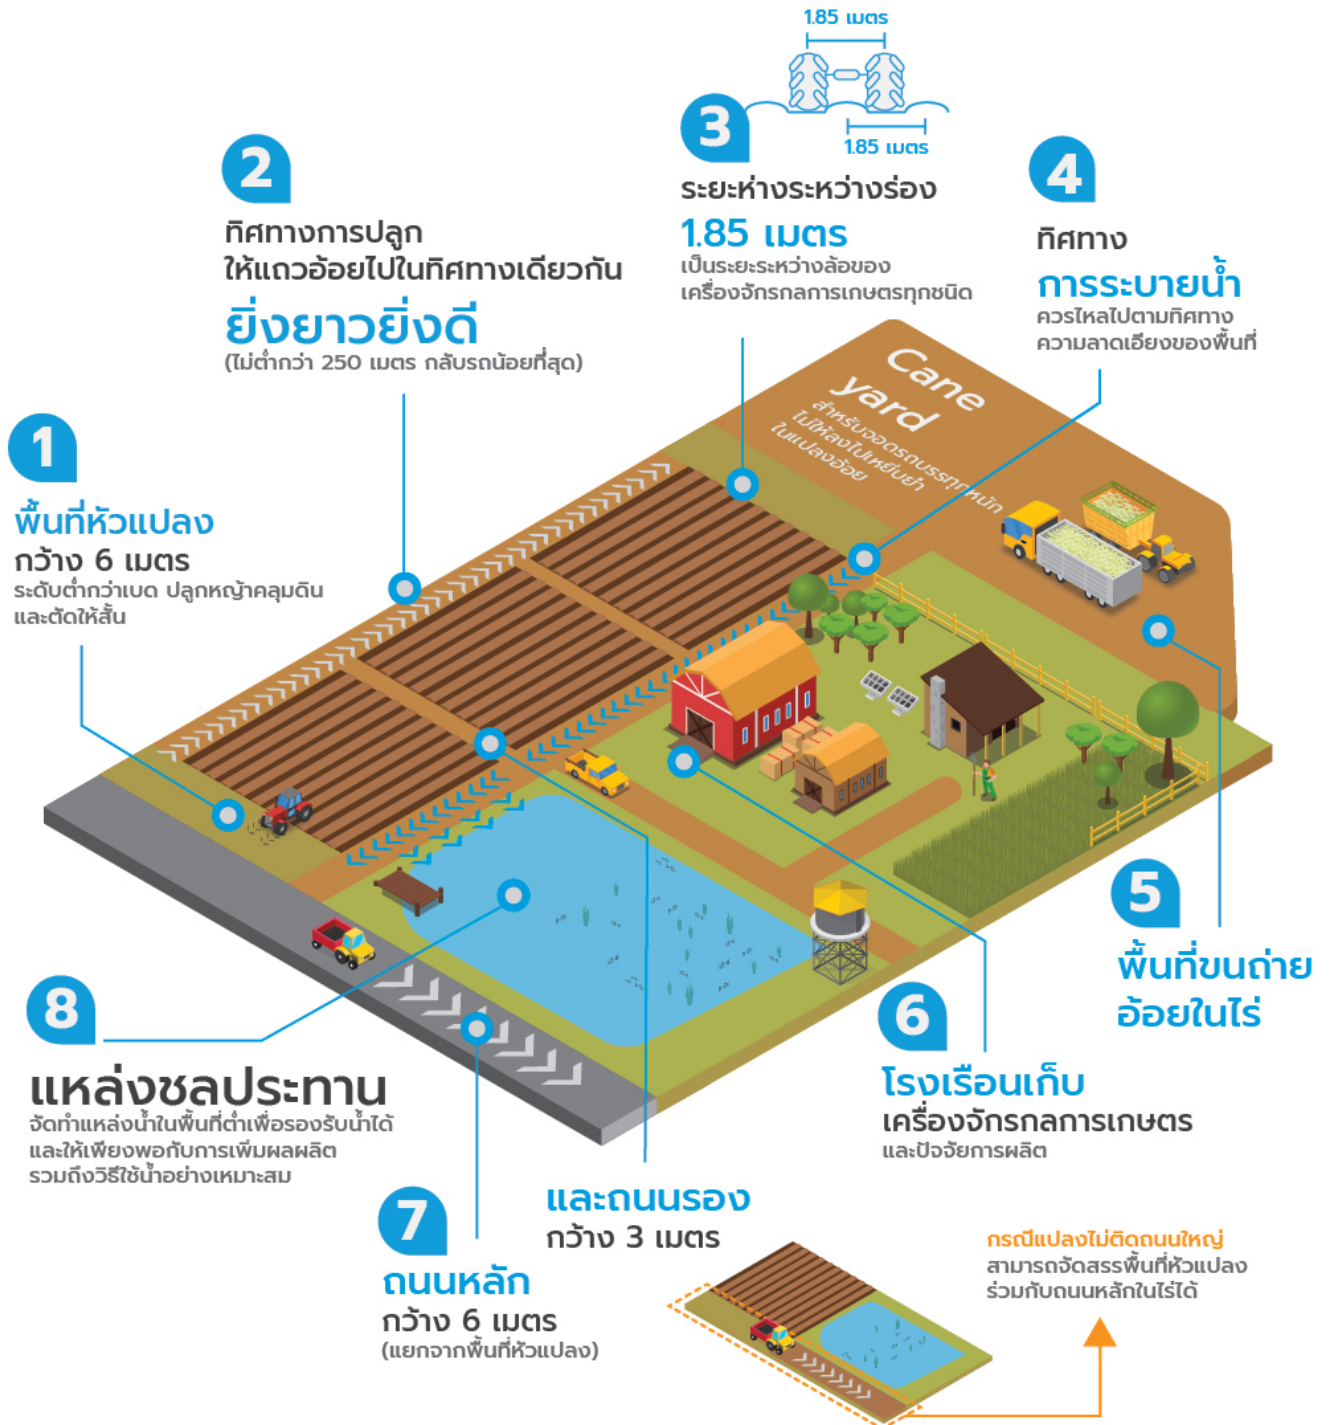 1.85 เมตร
1.85 เมตร
1
พื้นที่หัวแปลง
กว้าง 6 เมตร
ระดับต่ำกว่าเบด ปลูกหญ้าคลุมดิน
และตัดให้สั้น
2
ทิศทางการปลูก
ให้แถวอ้อยไปในทิศทางเดียวกัน
ยิ่งยาวยิ่งดี
(ไม่ต่ำกว่า 250 เมตร กลับรถน้อยที่สุด)
3
ระยะห่างระหว่างร่อง
1.85 เมตร
เป็นระยะระหว่างล้อของ
เครื่องจักรกลการเกษตรทุกชนิด
4
ทิศทาง
การระบายน้ำ
ควรไหลไปตามทิศทาง
ความลาดเอียงของพื้นที่
Cane
yard
สำหรับจอดรถบรรทุกหนัก
ไม่ให้ลงไปเหยียบย่ำ
ในแปลงอ้อย
5
พื้นที่ขนถ่าย
อ้อยในไร่
6
โรงเรือนเก็บ
เครื่องจักรกลการเกษตร
และปัจจัยการผลิต
7
ถนนหลัก
กว้าง 6 เมตร
(แยกจากพื้นที่หัวแปลง)
และถนนรอง
กว้าง 3 เมตร
8
แหล่งชลประทาน
จัดทำแหล่งน้ำในพื้นที่ต่ำเพื่อรองรับน้ำได้
และให้เพียงพอกับการเพิ่มผลผลิต
รวมถึงวิธีใช้น้ำอย่างเหมาะสม
กรณีแปลงไม่ติดถนนใหญ่
สามารถจัดสรรพื้นที่หัวแปลง
ร่วมกับถนนหลักในไร่ได้